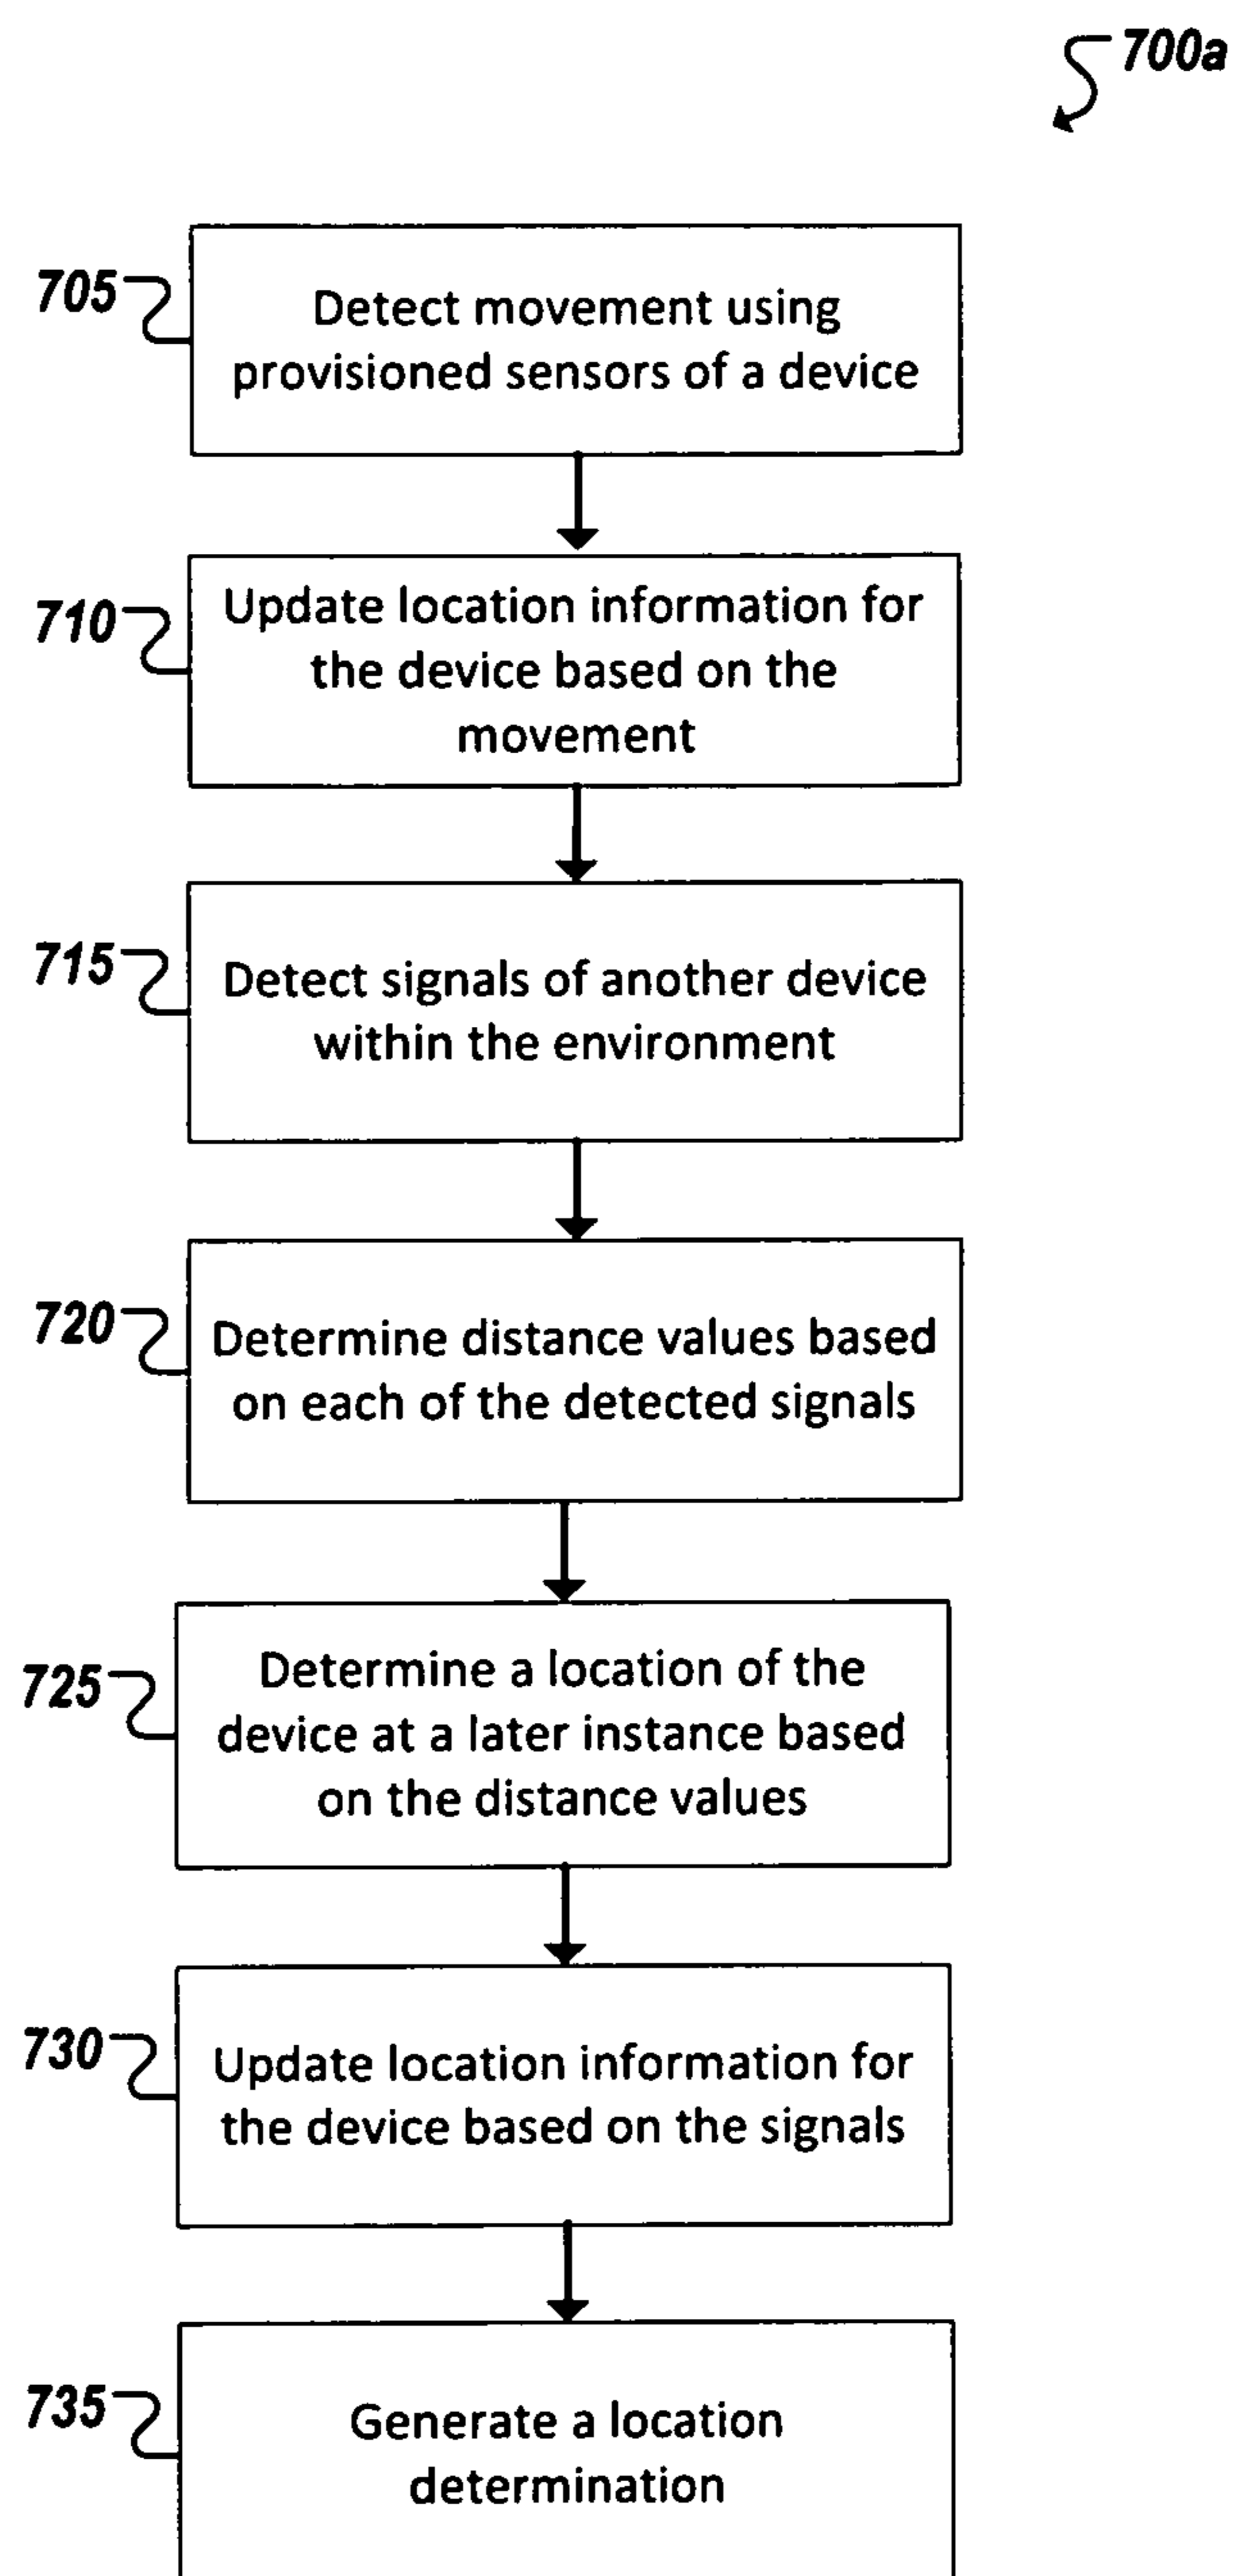 700a
705
Detect movement using
provisioned sensors of a device
710
Update location information for
the device based on the
movement
715
Detect signals of another device
within the environment
720
Determine distance values based
on each of the detected signals
725
Determine a location of the
device at a later instance based
on the distance values
730
Update location information for
the device based on the signals
735
Generate a location
determination